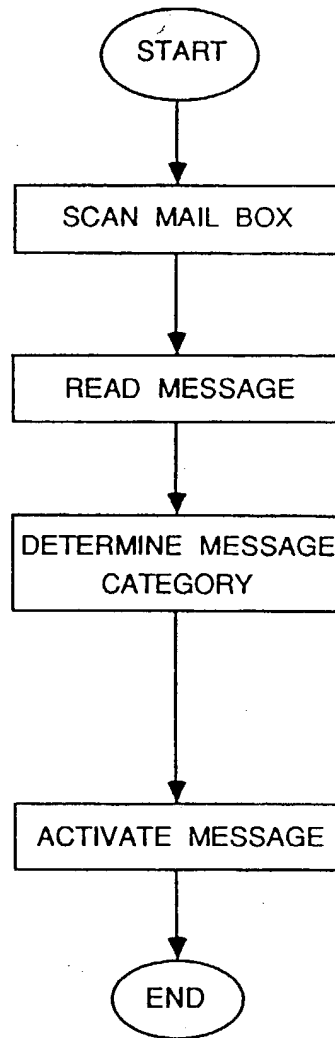 START
SCAN MAIL BOX
READ MESSAGE
DETERMINE MESSAGE
CATEGORY
ACTIVATE MESSAGE
END